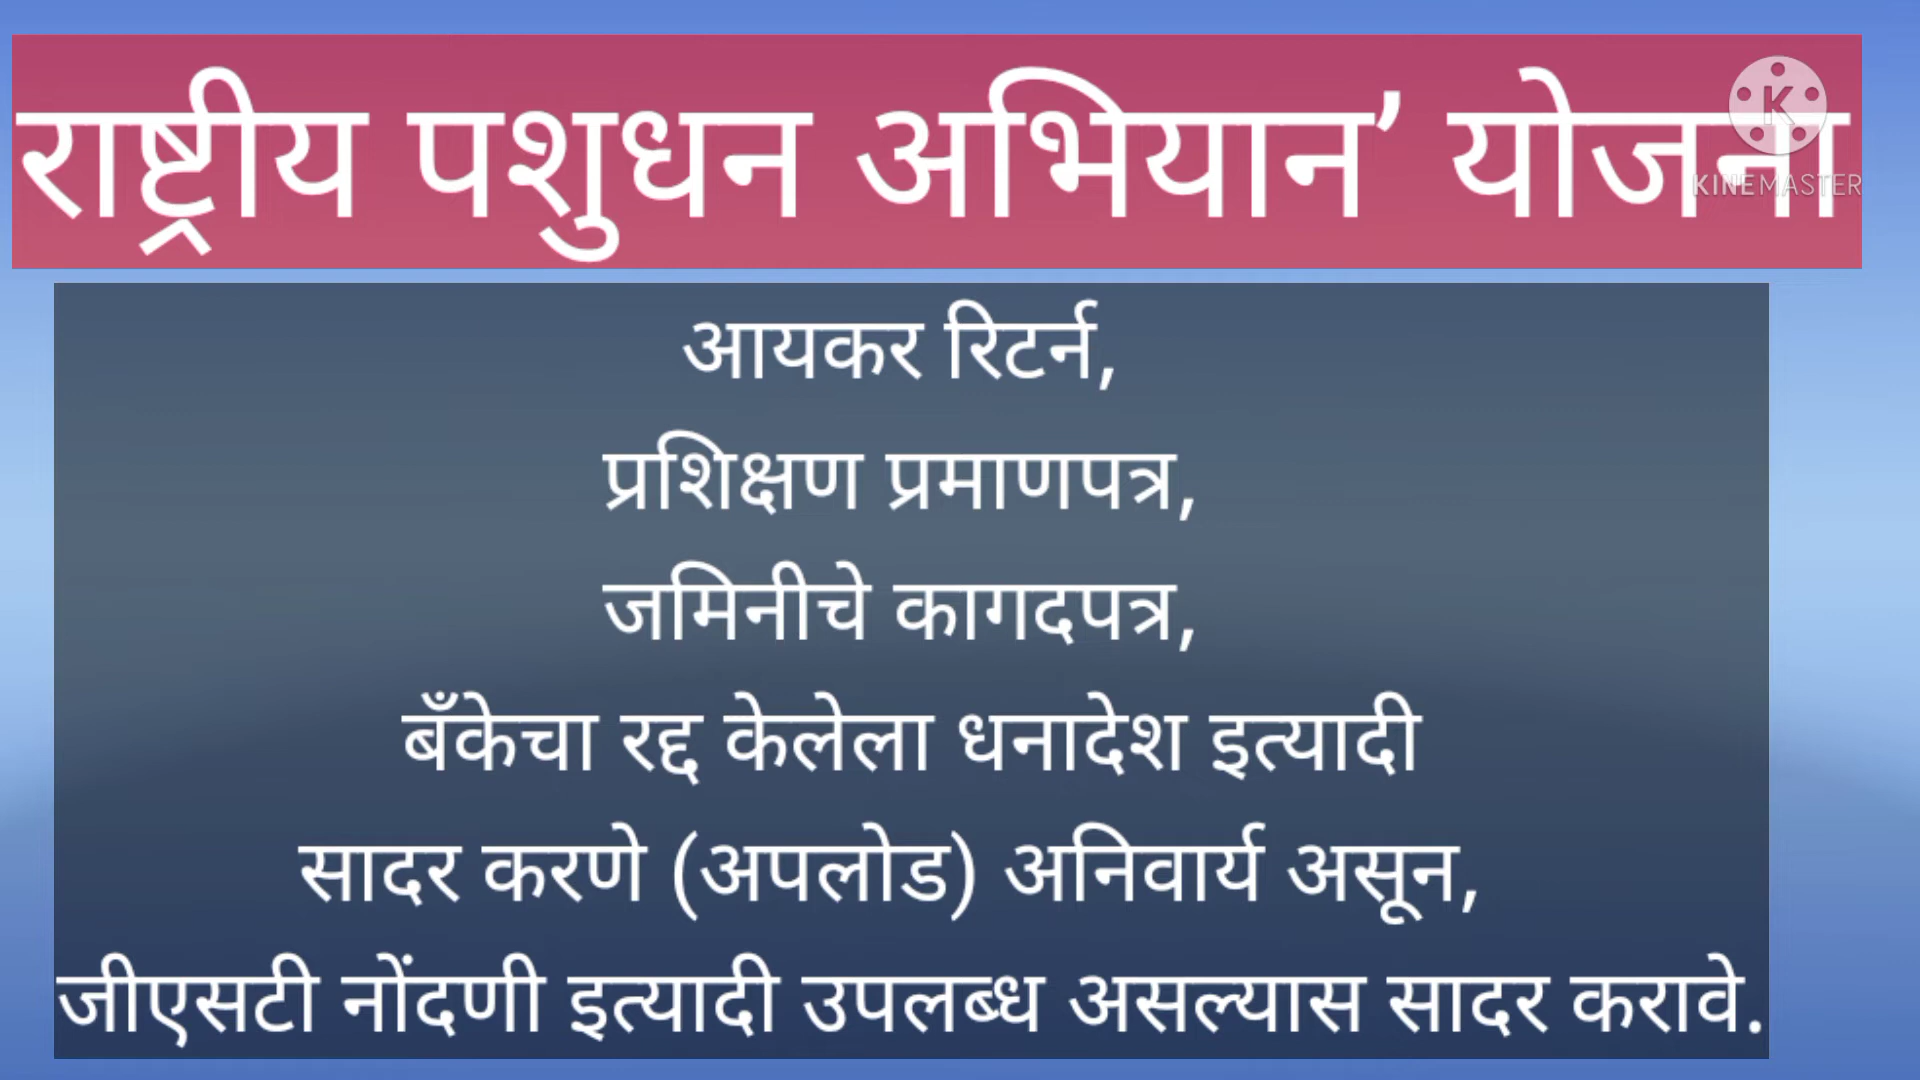 राष्ट्रीय पशुधन अभियान’ योजना
K
KINEMASTER
आयकर रिटर्न,
प्रशिक्षण प्रमाणपत्र,
जमिनीचे कागदपत्र,
बँकेचा रद्द केलेला धनादेश इत्यादी
सादर करणे (अपलोड) अनिवार्य असून,
जीएसटी नोंदणी इत्यादी उपलब्ध असल्यास सादर करावे.